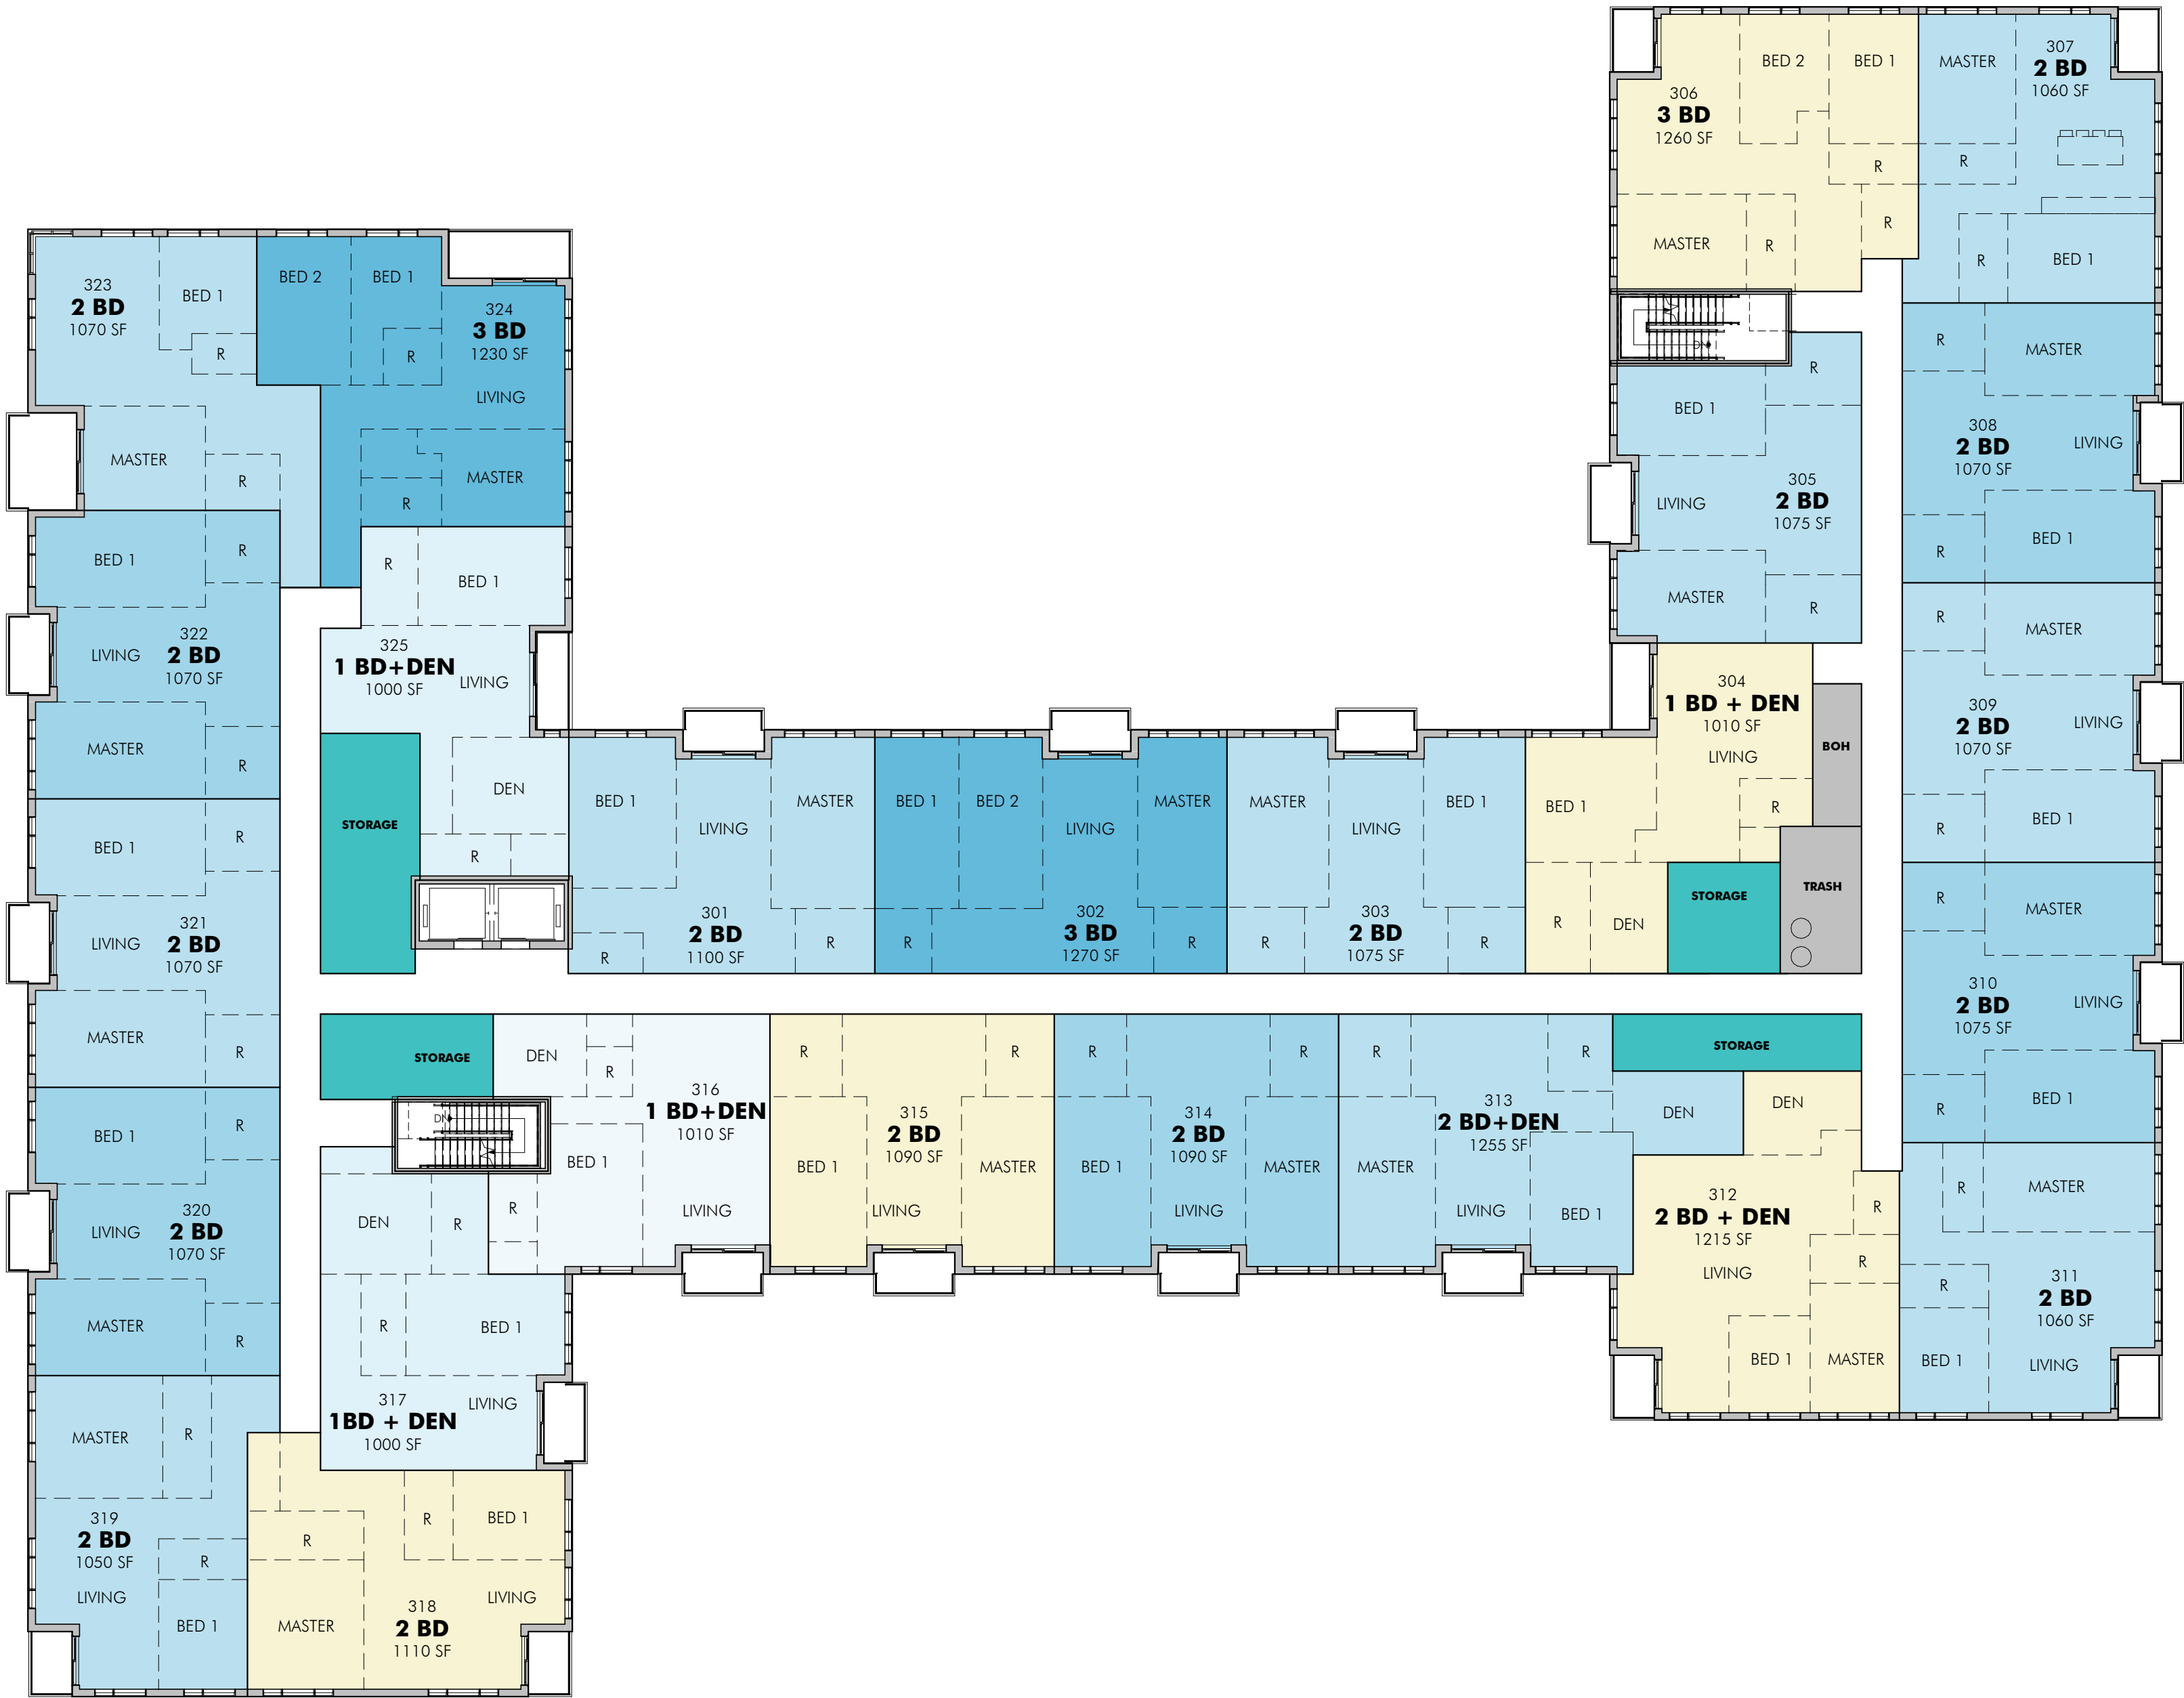 306
3 BD
1260 SF
BED 2
BED 1
R
R
MASTER
R
307
2 BD
1060 SF
MASTER
R
R
BED 1
323
2 BD
1070 SF
BED 1
R
MASTER
R
324
3 BD
1230 SF
BED 2
BED 1
R
LIVING
MASTER
R
DN
R
BED 1
305
2 BD
1075 SF
LIVING
MASTER
R
R
MASTER
308
2 BD
1070 SF
LIVING
R
BED 1
BED 1
R
322
2 BD
1070 SF
LIVING
MASTER
R
R
BED 1
325
1 BD+DEN
1000 SF
LIVING
DEN
R
STORAGE
304
1 BD + DEN
1010 SF
LIVING
BED 1
R
R
DEN
BOH
TRASH
STORAGE
R
MASTER
309
2 BD
1070 SF
LIVING
R
BED 1
BED 1
R
321
2 BD
1070 SF
LIVING
MASTER
R
BED 1
LIVING
MASTER
301
2 BD
1100 SF
R
R
BED 1
BED 2
LIVING
MASTER
302
3 BD
1270 SF
R
R
MASTER
LIVING
BED 1
303
2 BD
1075 SF
R
R
R
MASTER
310
2 BD
1075 SF
LIVING
R
BED 1
BED 1
R
320
2 BD
1070 SF
LIVING
MASTER
R
STORAGE
DN
DEN
R
316
1 BD+DEN
1010 SF
BED 1
R
LIVING
R
R
315
2 BD
1090 SF
BED 1
MASTER
LIVING
R
R
314
2 BD
1090 SF
BED 1
MASTER
LIVING
R
R
313
2 BD+DEN
1255 SF
MASTER
LIVING
BED 1
DEN
STORAGE
DEN
312
2 BD + DEN
1215 SF
R
R
LIVING
BED 1
MASTER
R
MASTER
R
311
2 BD
1060 SF
BED 1
LIVING
DEN
R
R
BED 1
317
1BD + DEN
1000 SF
LIVING
MASTER
R
319
2 BD
1050 SF
R
LIVING
BED 1
R
R
BED 1
LIVING
MASTER
318
2 BD
1110 SF